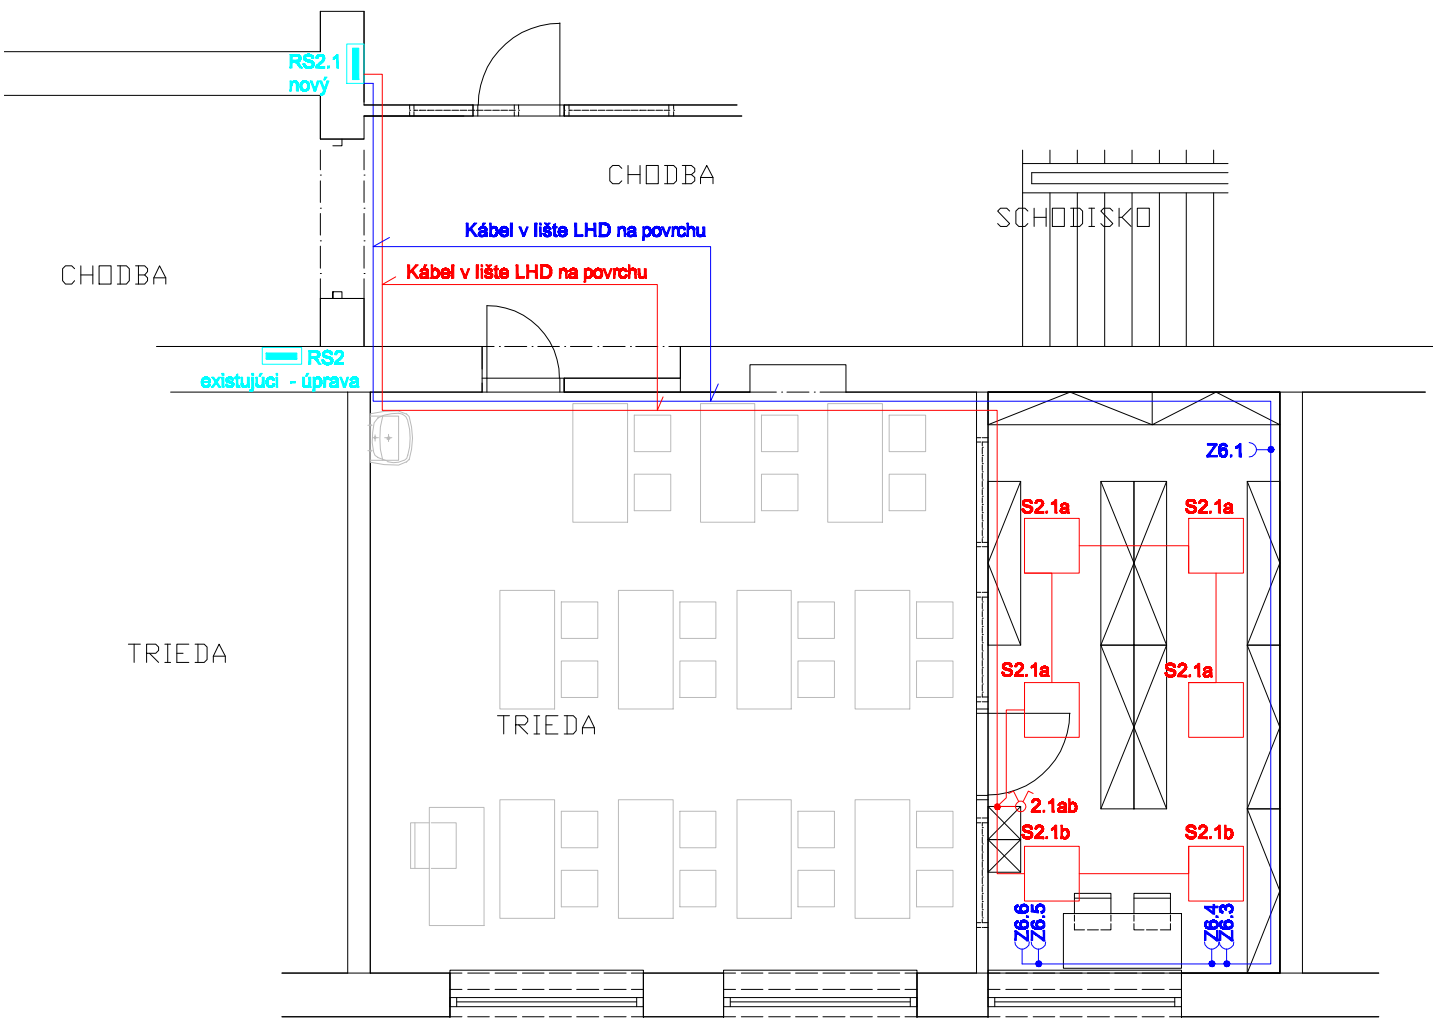 RS2.1
nový
CHODBA
SCHODISKO
Kábel v lište LHD na povrchu
CHODBA
Kábel v lište LHD na povrchu
RS2
existujúci - úprava
Z6.1
S2.1a
S2.1a
TRIEDA
S2.1a
S2.1a
TRIEDA
2.1ab
S2.1b
S2.1b
Z6.6
Z6.5
Z6.4
Z6.3